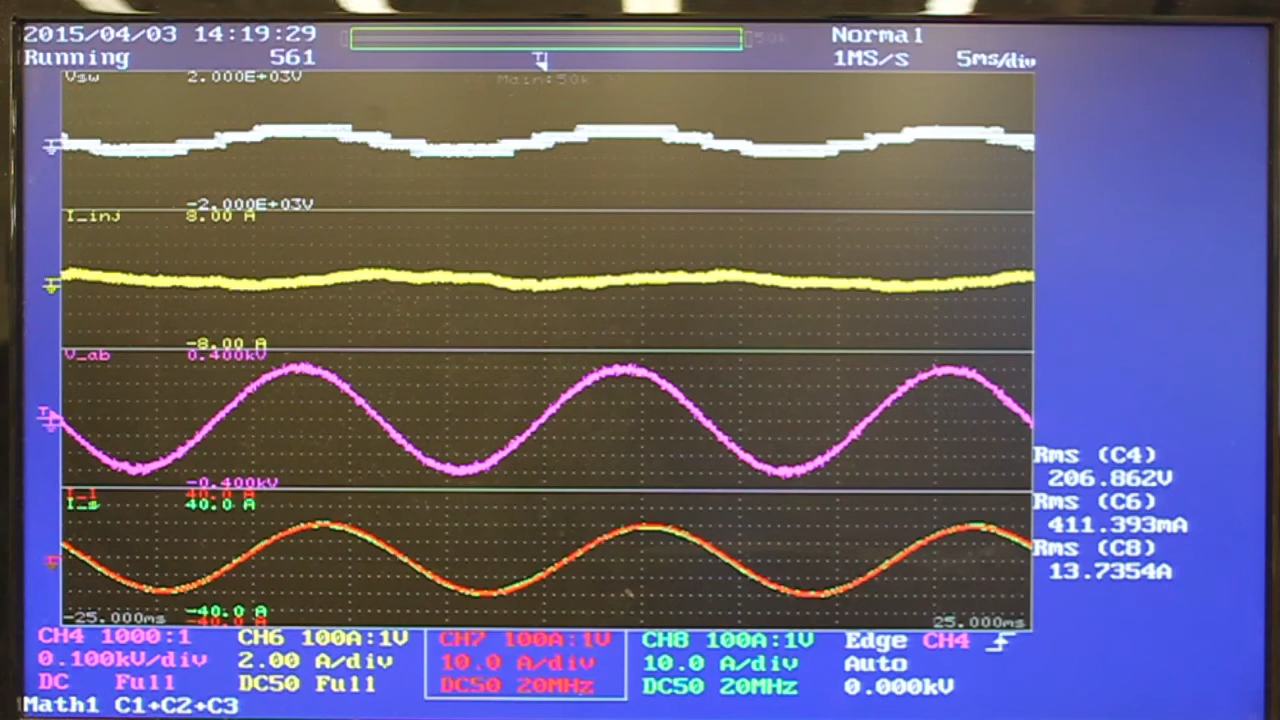 2015/04/03 14:19:29
Normal
Running 561
1MS/s 5ms/div
Main:50k
Vsw 2.000E+03V
-2.000E+03V
I_inj 8.00 A
-8.00 A
V_ab 0.400kV
-0.400kV
I_l 40.0 A
I_s 40.0 A
-40.0 A
-40.0 A
-25.000ms 25.000ms
Rms (C4)
206.862V
Rms (C6)
411.393mA
Rms (C8)
13.7354A
CH4 1000:1 CH6 100A:1V CH7 100A:1V CH8 100A:1V Edge CH4
0.100kV/div 2.00 A/div 10.0 A/div 10.0 A/div Auto
DC Full DC50 Full DC50 20MHz DC50 20MHz 0.000kV
Math1 C1+C2+C3